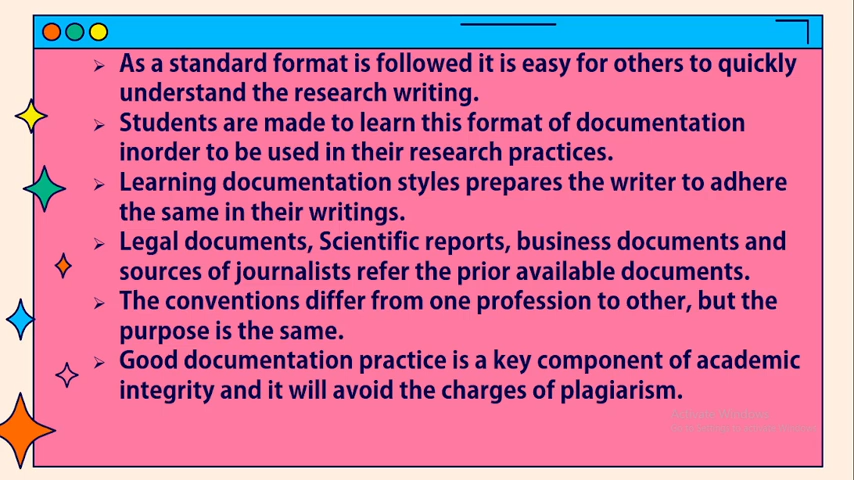 ➢ As a standard format is followed it is easy for others to quickly
understand the research writing.
➢ Students are made to learn this format of documentation
inorder to be used in their research practices.
➢ Learning documentation styles prepares the writer to adhere
the same in their writings.
➢ Legal documents, Scientific reports, business documents and
sources of journalists refer the prior available documents.
➢ The conventions differ from one profession to other, but the
purpose is the same.
➢ Good documentation practice is a key component of academic
integrity and it will avoid the charges of plagiarism.
Activate Windows